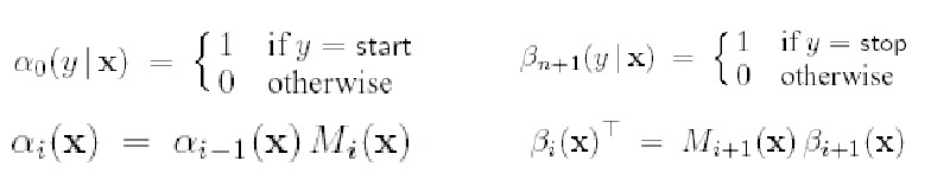 α₀(y | x) = { 1 if y = start
0 otherwise
βₙ₊₁(y | x) = { 1 if y = stop
0 otherwise
αᵢ(x) = αᵢ₋₁(x) Mᵢ(x)
βᵢ(x)⊤ = Mᵢ₊₁(x) βᵢ₊₁(x)